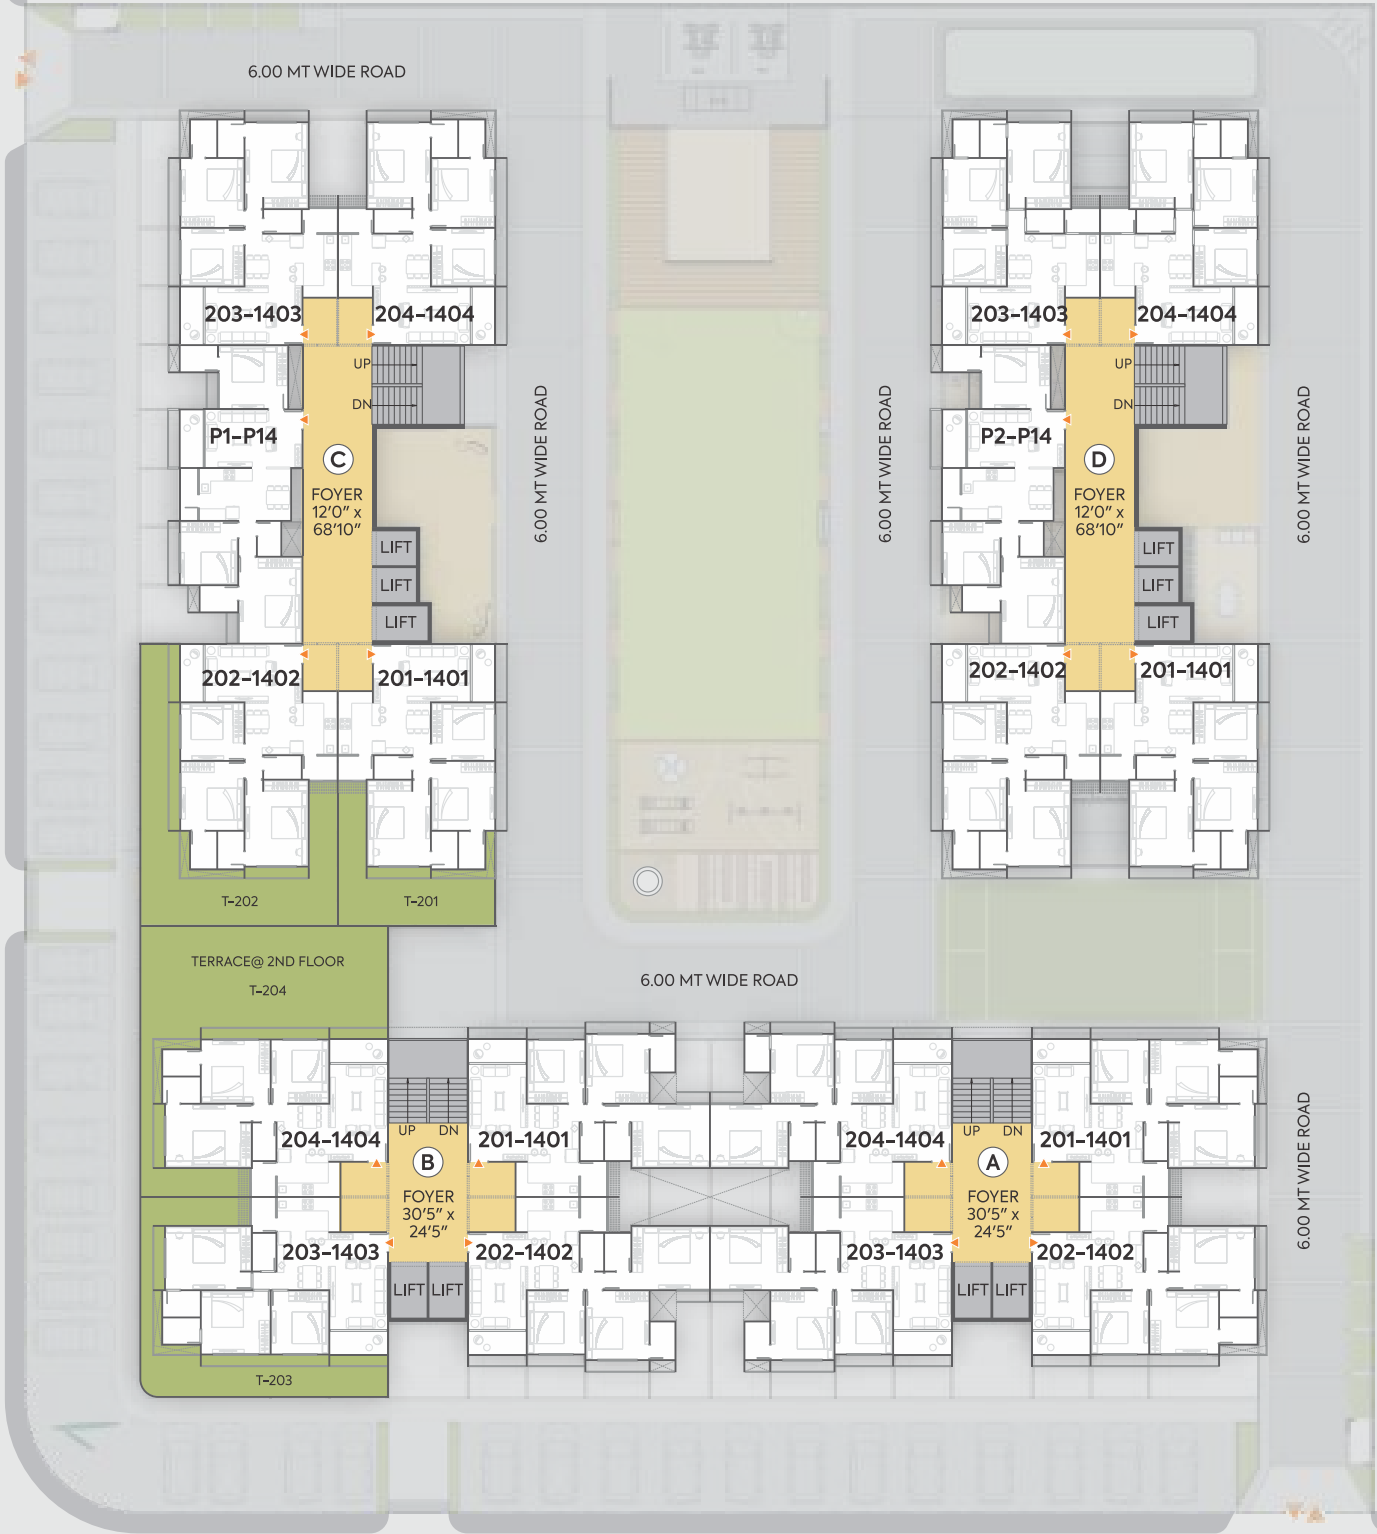 6.00 MT WIDE ROAD
203–1403
204–1404
UP
DN
P1–P14
C
FOYER
12'0" x
68'10"
LIFT
LIFT
LIFT
202–1402
201–1401
T–202
T–201
6.00 MT WIDE ROAD
6.00 MT WIDE ROAD
203–1403
204–1404
UP
DN
P2–P14
D
FOYER
12'0" x
68'10"
LIFT
LIFT
LIFT
202–1402
201–1401
6.00 MT WIDE ROAD
TERRACE@ 2ND FLOOR
T–204
6.00 MT WIDE ROAD
204–1404
UP
DN
201–1401
B
FOYER
30'5" x
24'5"
203–1403
202–1402
LIFT
LIFT
T–203
204–1404
UP
DN
201–1401
A
FOYER
30'5" x
24'5"
203–1403
202–1402
LIFT
LIFT
6.00 MT WIDE ROAD